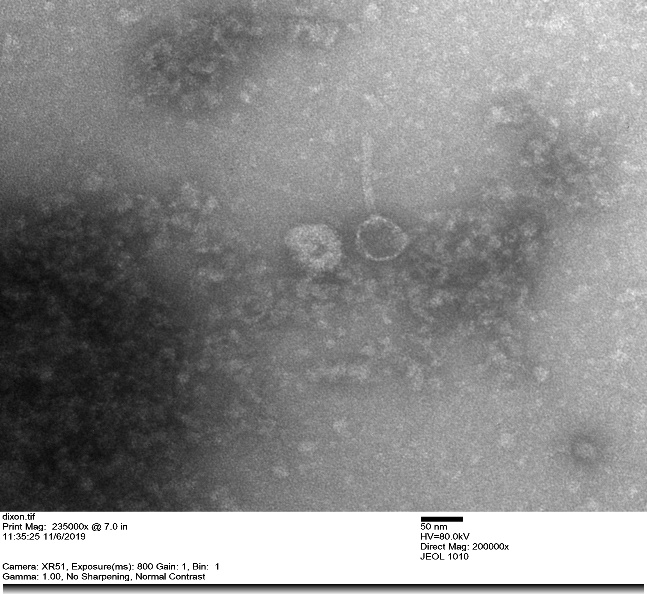 dixon.tif
Print Mag: 235000x @ 7.0 in
11:35:25 11/6/2019
Camera: XR51, Exposure(ms): 800 Gain: 1, Bin: 1
Gamma: 1.00, No Sharpening, Normal Contrast
50 nm
HV=80.0kV
Direct Mag: 200000x
JEOL 1010